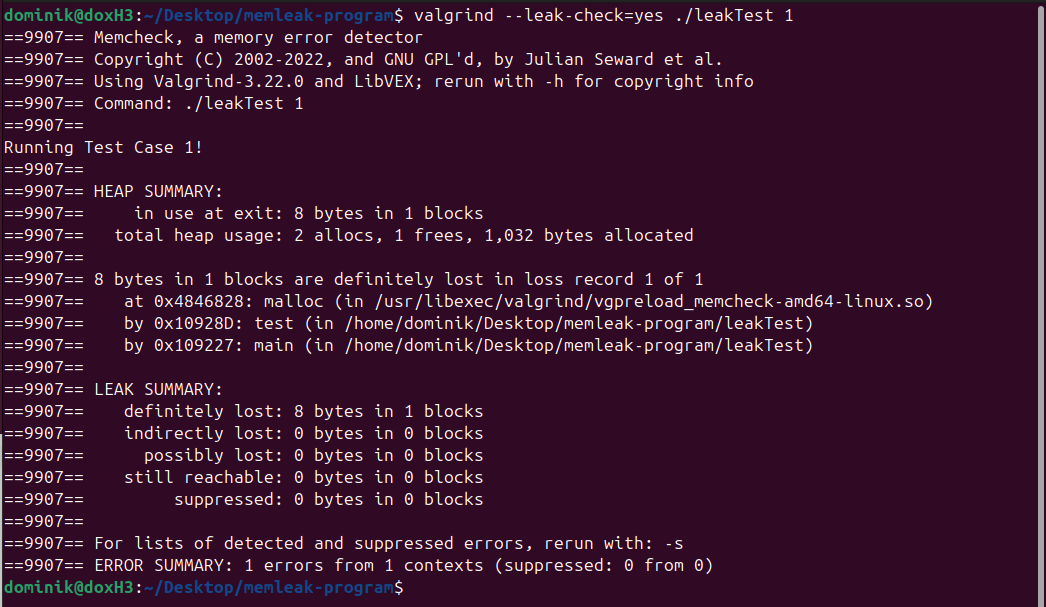 dominik@doxH3:~/Desktop/memleak-program$ valgrind --leak-check=yes ./leakTest 1
==9907== Memcheck, a memory error detector
==9907== Copyright (C) 2002-2022, and GNU GPL'd, by Julian Seward et al.
==9907== Using Valgrind-3.22.0 and LibVEX; rerun with -h for copyright info
==9907== Command: ./leakTest 1
==9907==
Running Test Case 1!
==9907==
==9907== HEAP SUMMARY:
==9907==     in use at exit: 8 bytes in 1 blocks
==9907==   total heap usage: 2 allocs, 1 frees, 1,032 bytes allocated
==9907==
==9907== 8 bytes in 1 blocks are definitely lost in loss record 1 of 1
==9907==    at 0x4846828: malloc (in /usr/libexec/valgrind/vgpreload_memcheck-amd64-linux.so)
==9907==    by 0x10928D: test (in /home/dominik/Desktop/memleak-program/leakTest)
==9907==    by 0x109227: main (in /home/dominik/Desktop/memleak-program/leakTest)
==9907==
==9907== LEAK SUMMARY:
==9907==    definitely lost: 8 bytes in 1 blocks
==9907==    indirectly lost: 0 bytes in 0 blocks
==9907==      possibly lost: 0 bytes in 0 blocks
==9907==    still reachable: 0 bytes in 0 blocks
==9907==         suppressed: 0 bytes in 0 blocks
==9907==
==9907== For lists of detected and suppressed errors, rerun with: -s
==9907== ERROR SUMMARY: 1 errors from 1 contexts (suppressed: 0 from 0)
dominik@doxH3:~/Desktop/memleak-program$